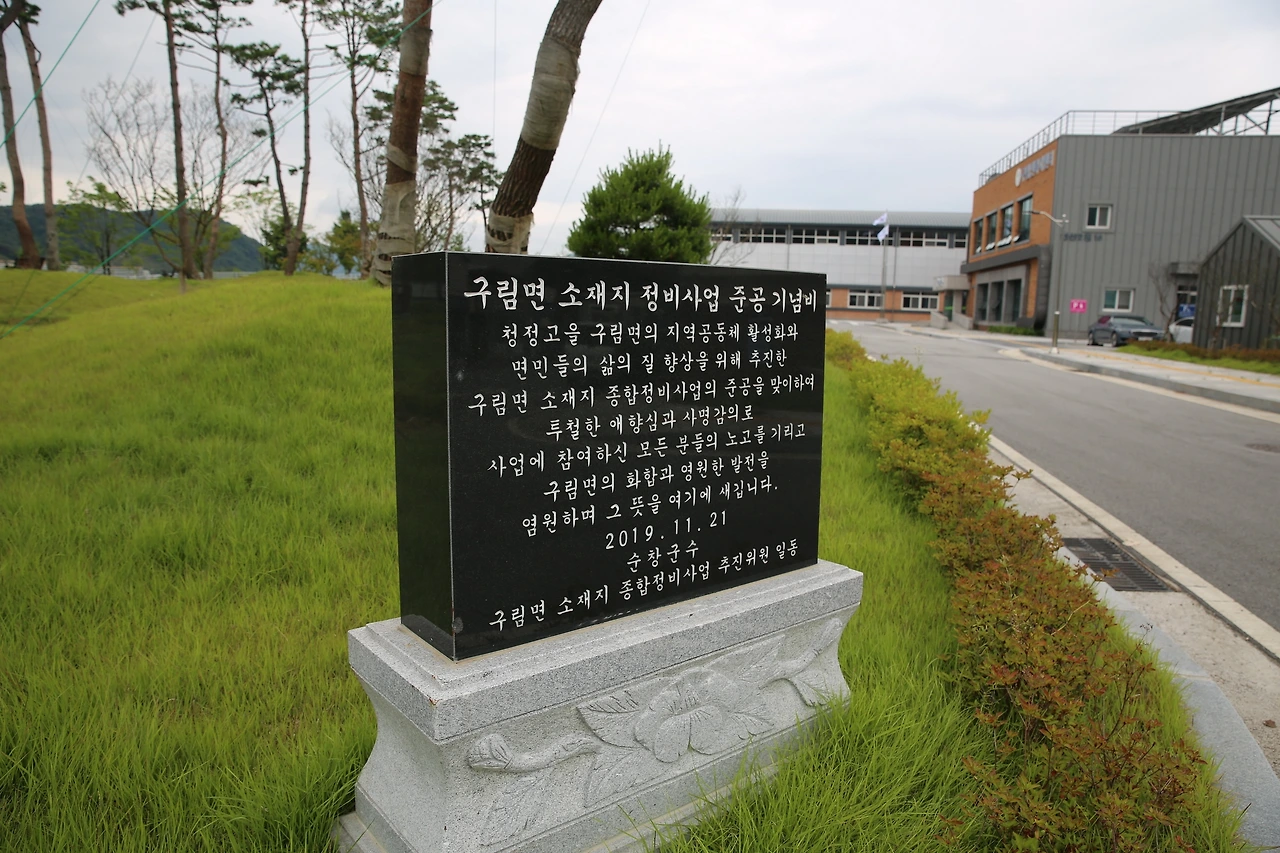 구림면 소재지 정비사업 준공 기념비
청정고을 구림면의 지역공동체 활성화와
면민들의 삶의 질 향상을 위해 추진한
구림면 소재지 종합정비사업의 준공을 맞이하여
투철한 애향심과 사명감의로
사업에 참여하신 모든 분들의 노고를 기리고
구림면의 화합과 영원한 발전을
염원하며 그 뜻을 여기에 새깁니다.
2019.11.21
순창군수
구림면 소재지 종합정비사업 추진위원 일동